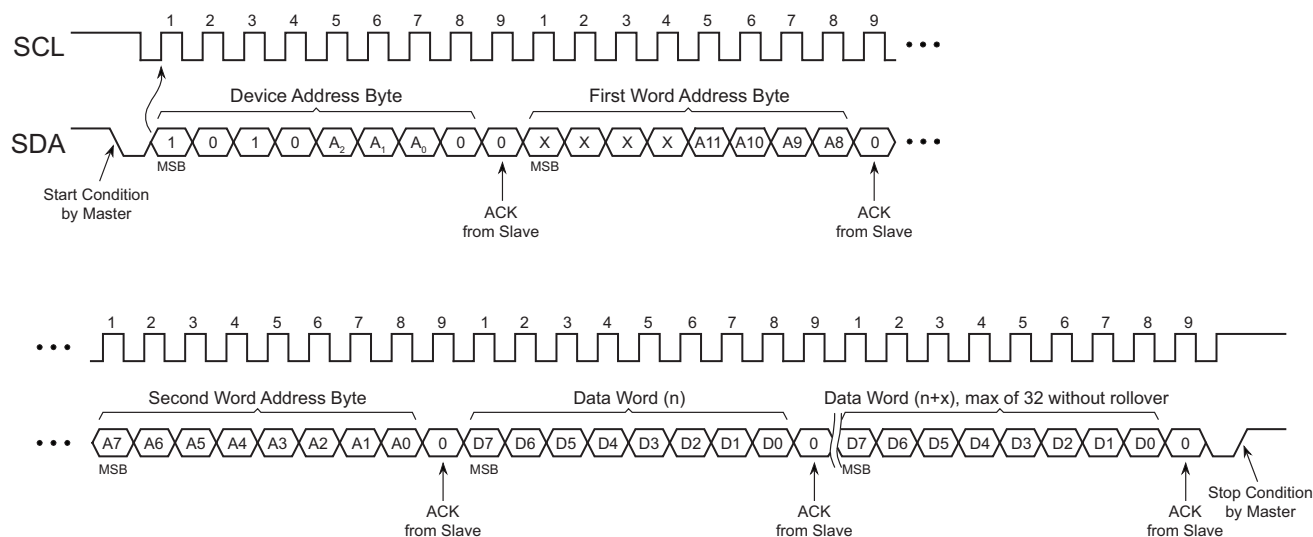 1 2 3 4 5 6 7 8 9 1 2 3 4 5 6 7 8 9
SCL
Device Address Byte First Word Address Byte
SDA 1 0 1 0 A2 A1 A0 0 0 X X X X A11 A10 A9 A8 0
MSB MSB
Start Condition
by Master
ACK
from Slave
ACK
from Slave
1 2 3 4 5 6 7 8 9 1 2 3 4 5 6 7 8 9 1 2 3 4 5 6 7 8 9
Second Word Address Byte Data Word (n) Data Word (n+x), max of 32 without rollover
A7 A6 A5 A4 A3 A2 A1 A0 0 D7 D6 D5 D4 D3 D2 D1 D0 0 D7 D6 D5 D4 D3 D2 D1 D0 0
MSB MSB MSB
ACK
from Slave
ACK
from Slave
ACK
from Slave
Stop Condition
by Master